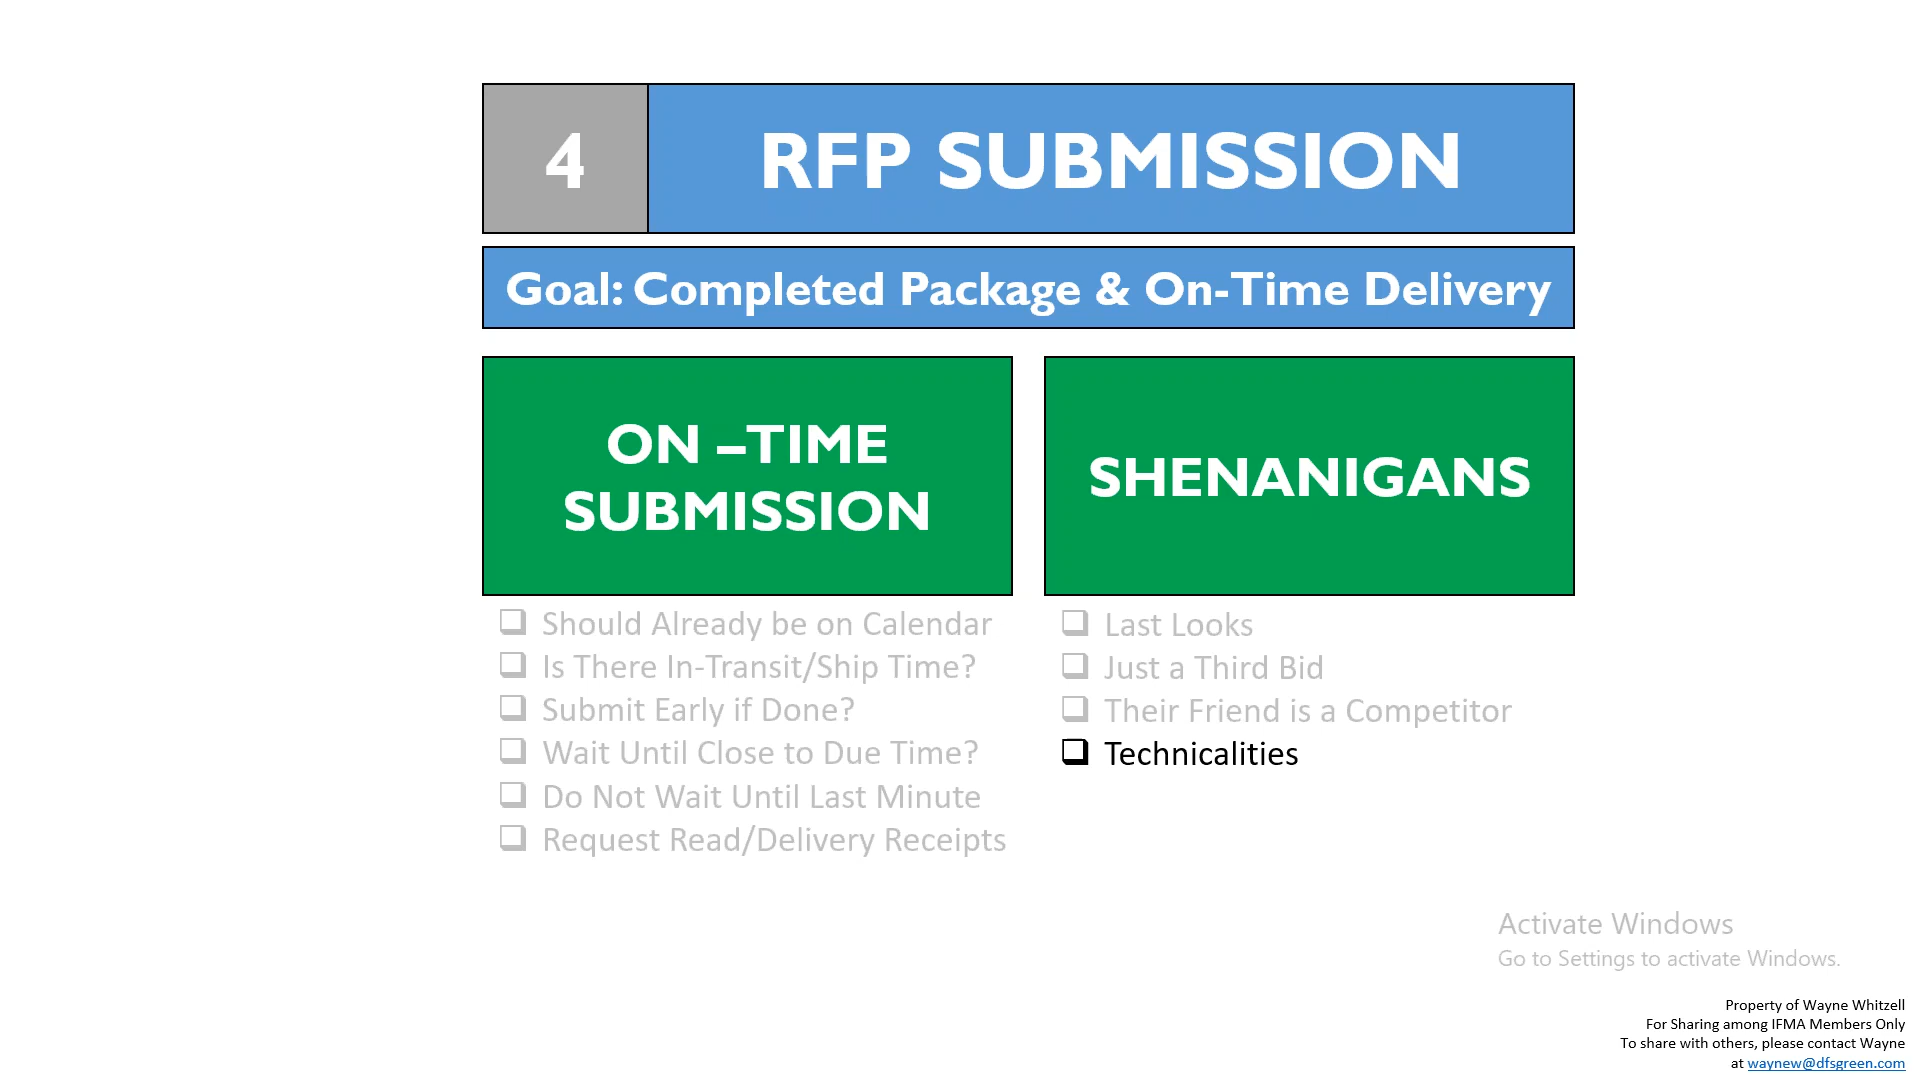 4
RFP SUBMISSION
Goal: Completed Package & On-Time Delivery
ON –TIME
SUBMISSION
❑ Should Already be on Calendar
❑ Is There In-Transit/Ship Time?
❑ Submit Early if Done?
❑ Wait Until Close to Due Time?
❑ Do Not Wait Until Last Minute
❑ Request Read/Delivery Receipts
SHENANIGANS
❑ Last Looks
❑ Just a Third Bid
❑ Their Friend is a Competitor
❑ Technicalities
Activate Windows
Go to Settings to activate Windows.
Property of Wayne Whitzell
For Sharing among IFMA Members Only
To share with others, please contact Wayne
at waynew@dfsgreen.com